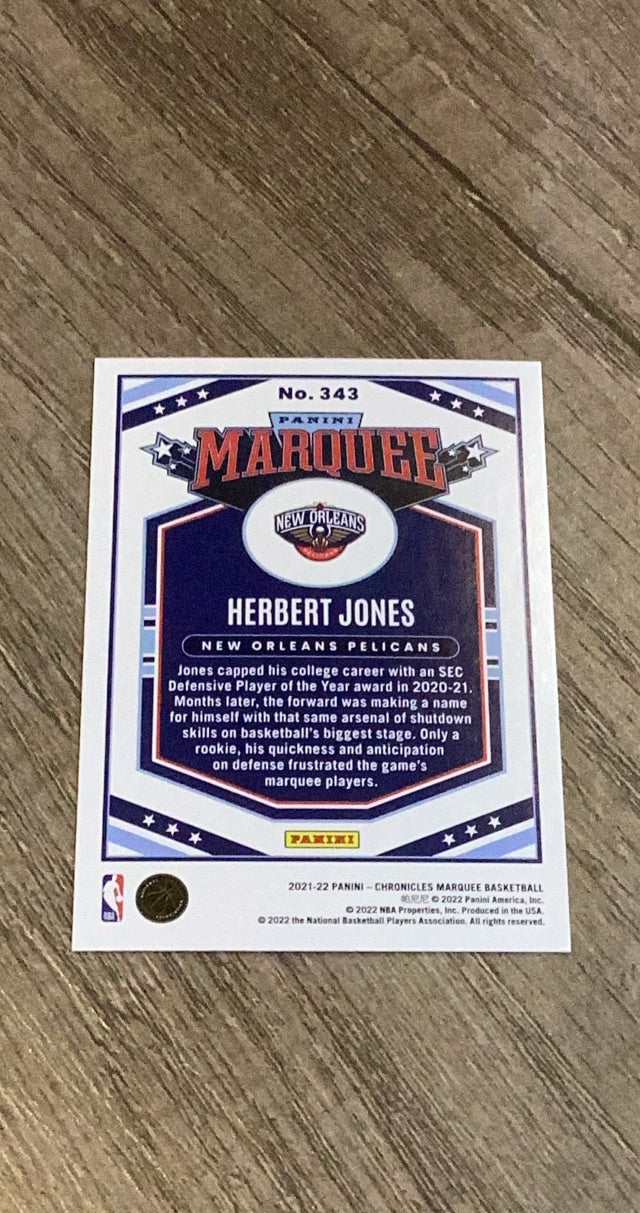 No. 343
PANINI
MARQUEE
NEW ORLEANS
PELICANS
HERBERT JONES
NEW ORLEANS PELICANS
Jones capped his college career with an SEC
Defensive Player of the Year award in 2020-21.
Months later, the forward was making a name
for himself with that same arsenal of shutdown
skills on basketball's biggest stage. Only a
rookie, his quickness and anticipation
on defense frustrated the game's
marquee players.
PANINI
2021-22 PANINI – CHRONICLES MARQUEE BASKETBALL
帕尼尼 © 2022 Panini America, Inc.
© 2022 NBA Properties, Inc. Produced in the USA.
© 2022 the National Basketball Players Association. All rights reserved.
NBA